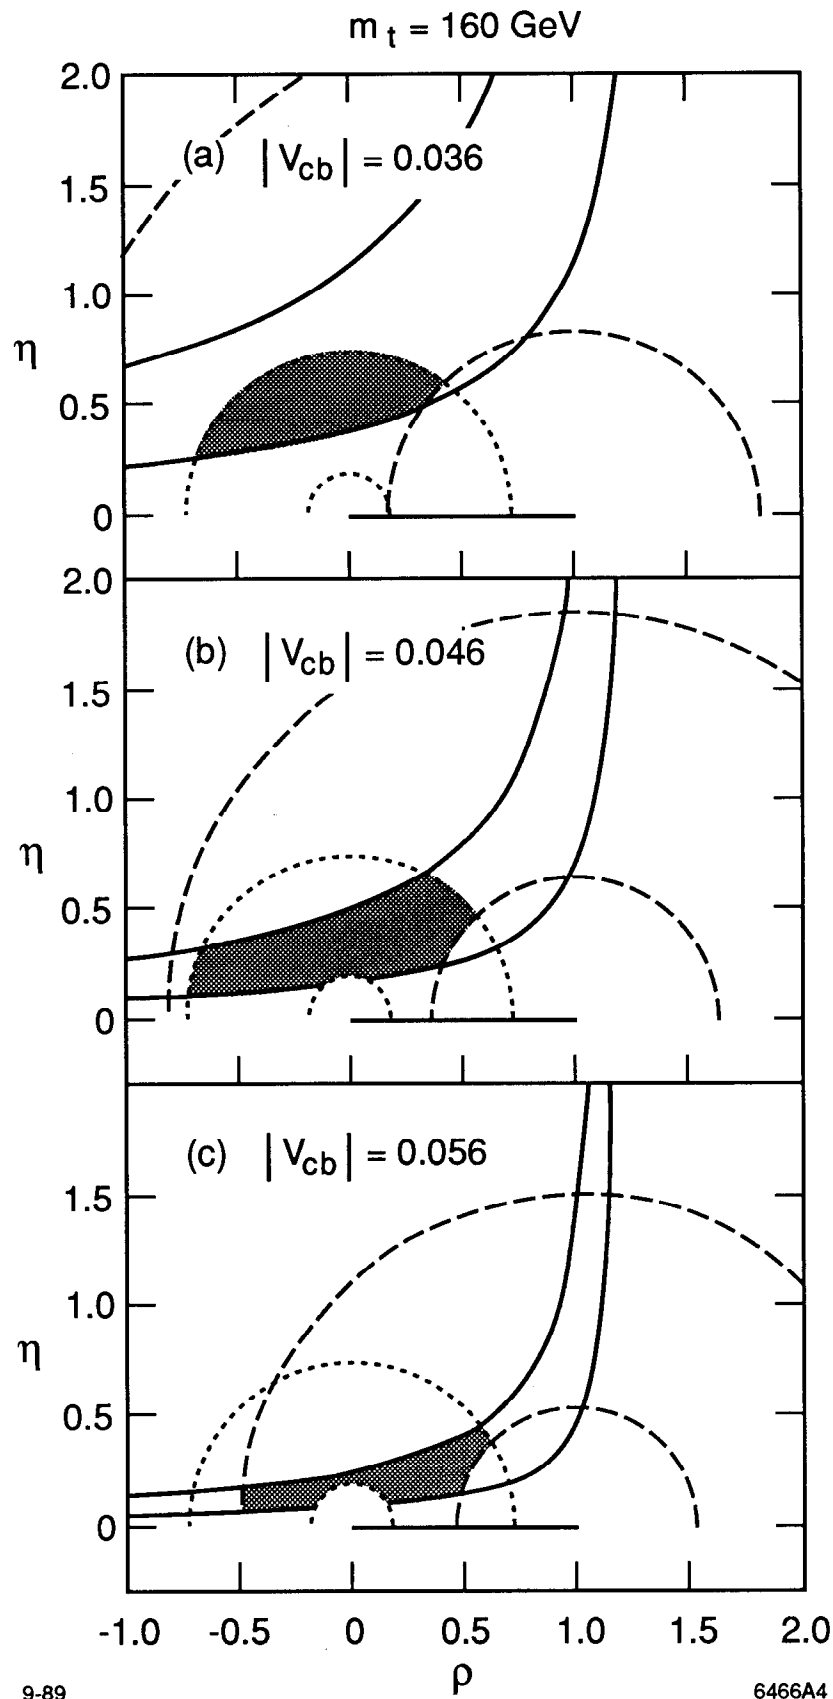 m t = 160 GeV
2.0
(a) |Vcb| = 0.036
1.5
1.0
η
0.5
0
2.0
(b) |Vcb| = 0.046
1.5
1.0
η
0.5
0
(c) |Vcb| = 0.056
1.5
1.0
η
0.5
0
-1.0 -0.5 0 0.5 1.0 1.5 2.0
ρ
9-89 6466A4